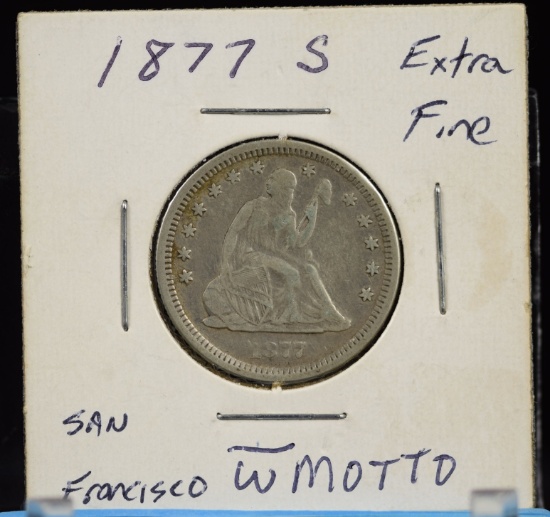 1877 S Extra
Fine
1877
SAN
Francisco W MOTTO